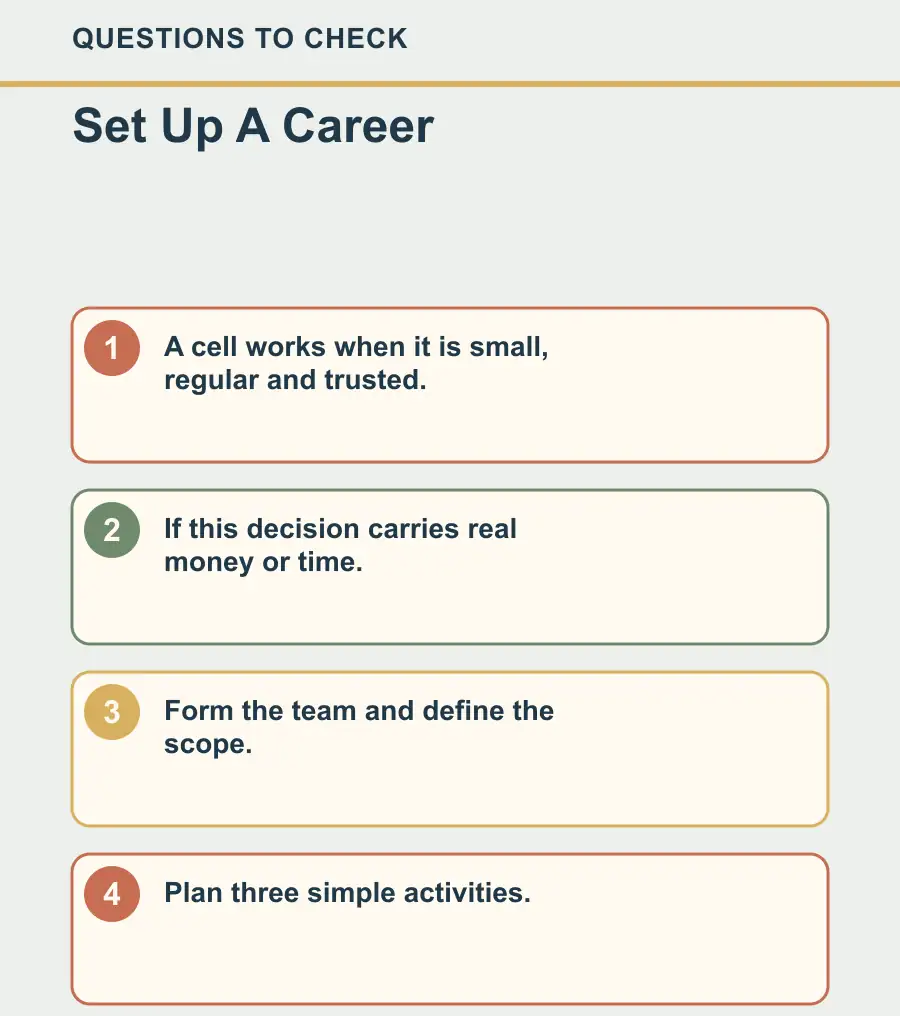 QUESTIONS TO CHECK
Set Up A Career
1
A cell works when it is small,
regular and trusted.
2
If this decision carries real
money or time.
3
Form the team and define the
scope.
4
Plan three simple activities.